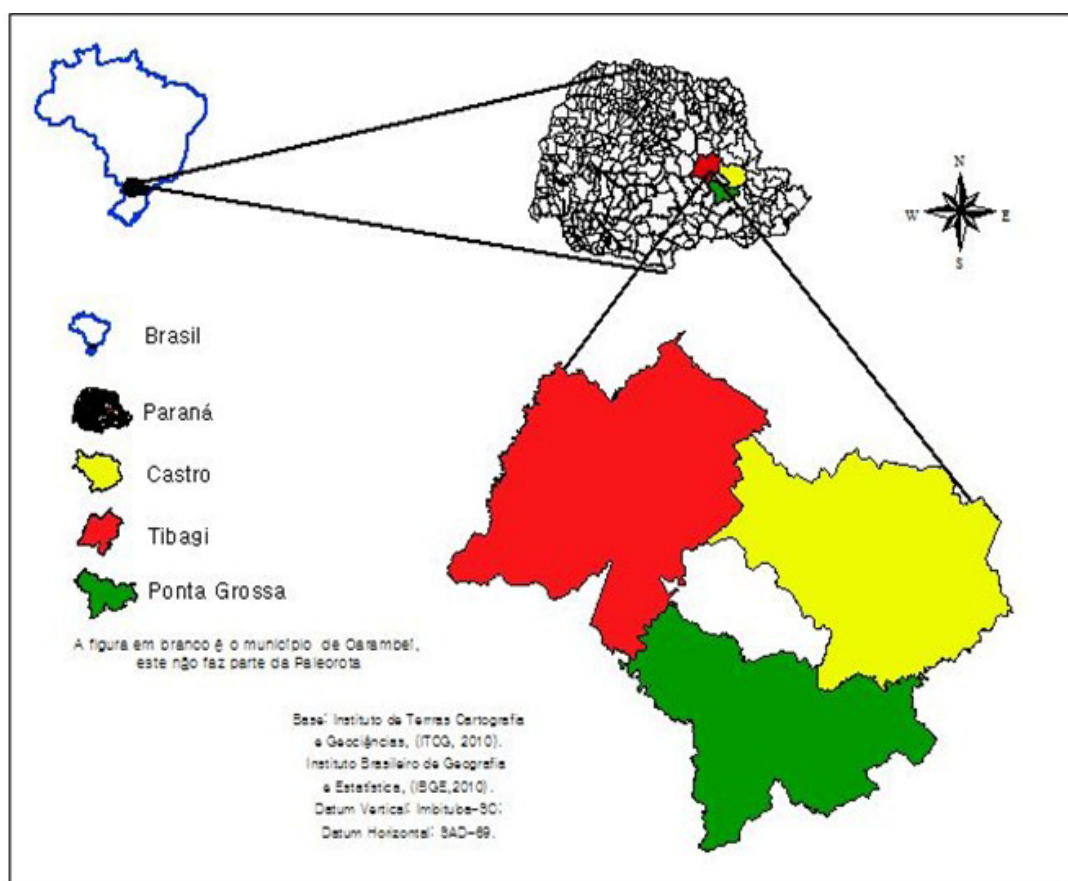 N
W
E
S
Brasil
Paraná
Castro
Tibagi
Ponta Grossa
A figura em branco é o município de Carambeí,
este não faz parte da Paleorota
Base: Instituto de Terras Cartografia
e Geociências, (ITCG, 2010).
Instituto Brasileiro de Geografia
e Estatística, (IBGE,2010).
Datum Vertical: Imbituba-SC;
Datum Horizontal: SAD-69.